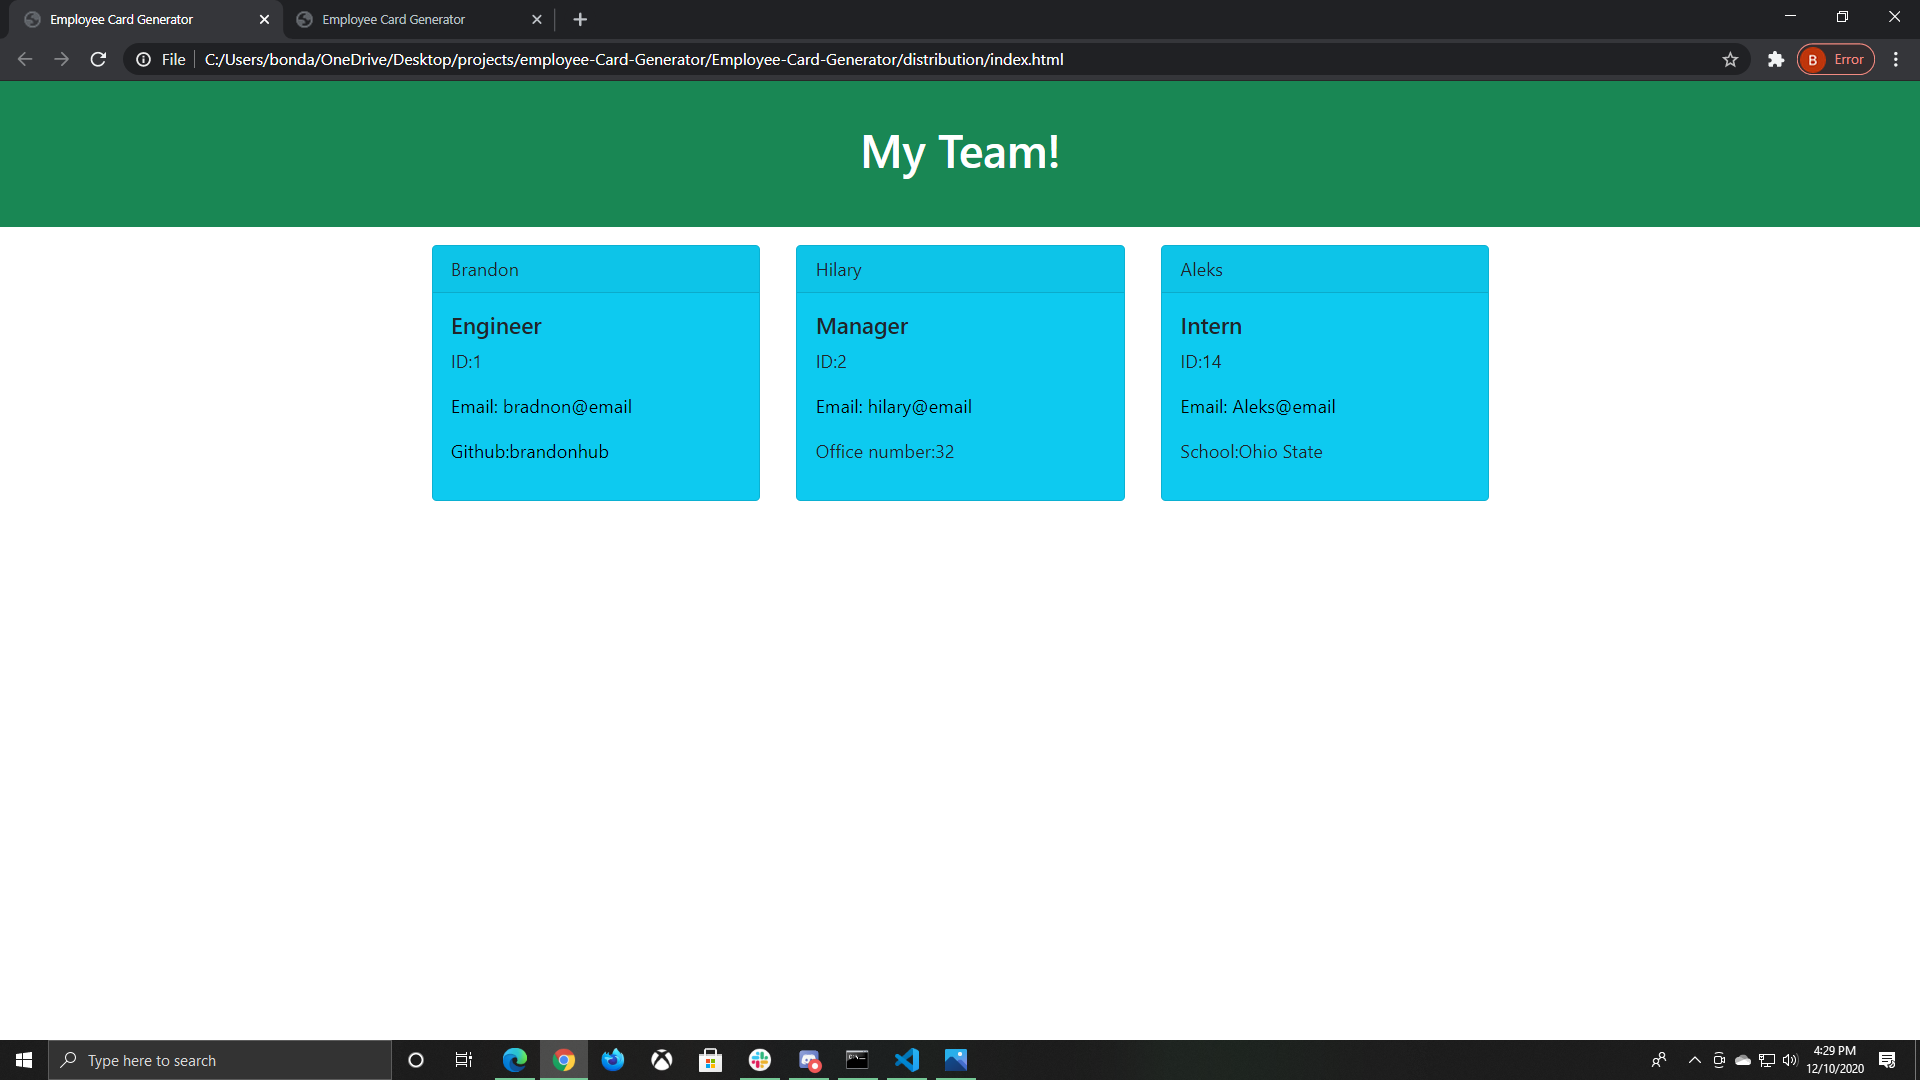 Employee Card Generator
Employee Card Generator
File
C:/Users/bonda/OneDrive/Desktop/projects/employee-Card-Generator/Employee-Card-Generator/distribution/index.html
B Error
My Team!
Brandon
Engineer
ID:1
Email: bradnon@email
Github:brandonhub
Hilary
Manager
ID:2
Email: hilary@email
Office number:32
Aleks
Intern
ID:14
Email: Aleks@email
School:Ohio State
Type here to search
4:29 PM
12/10/2020